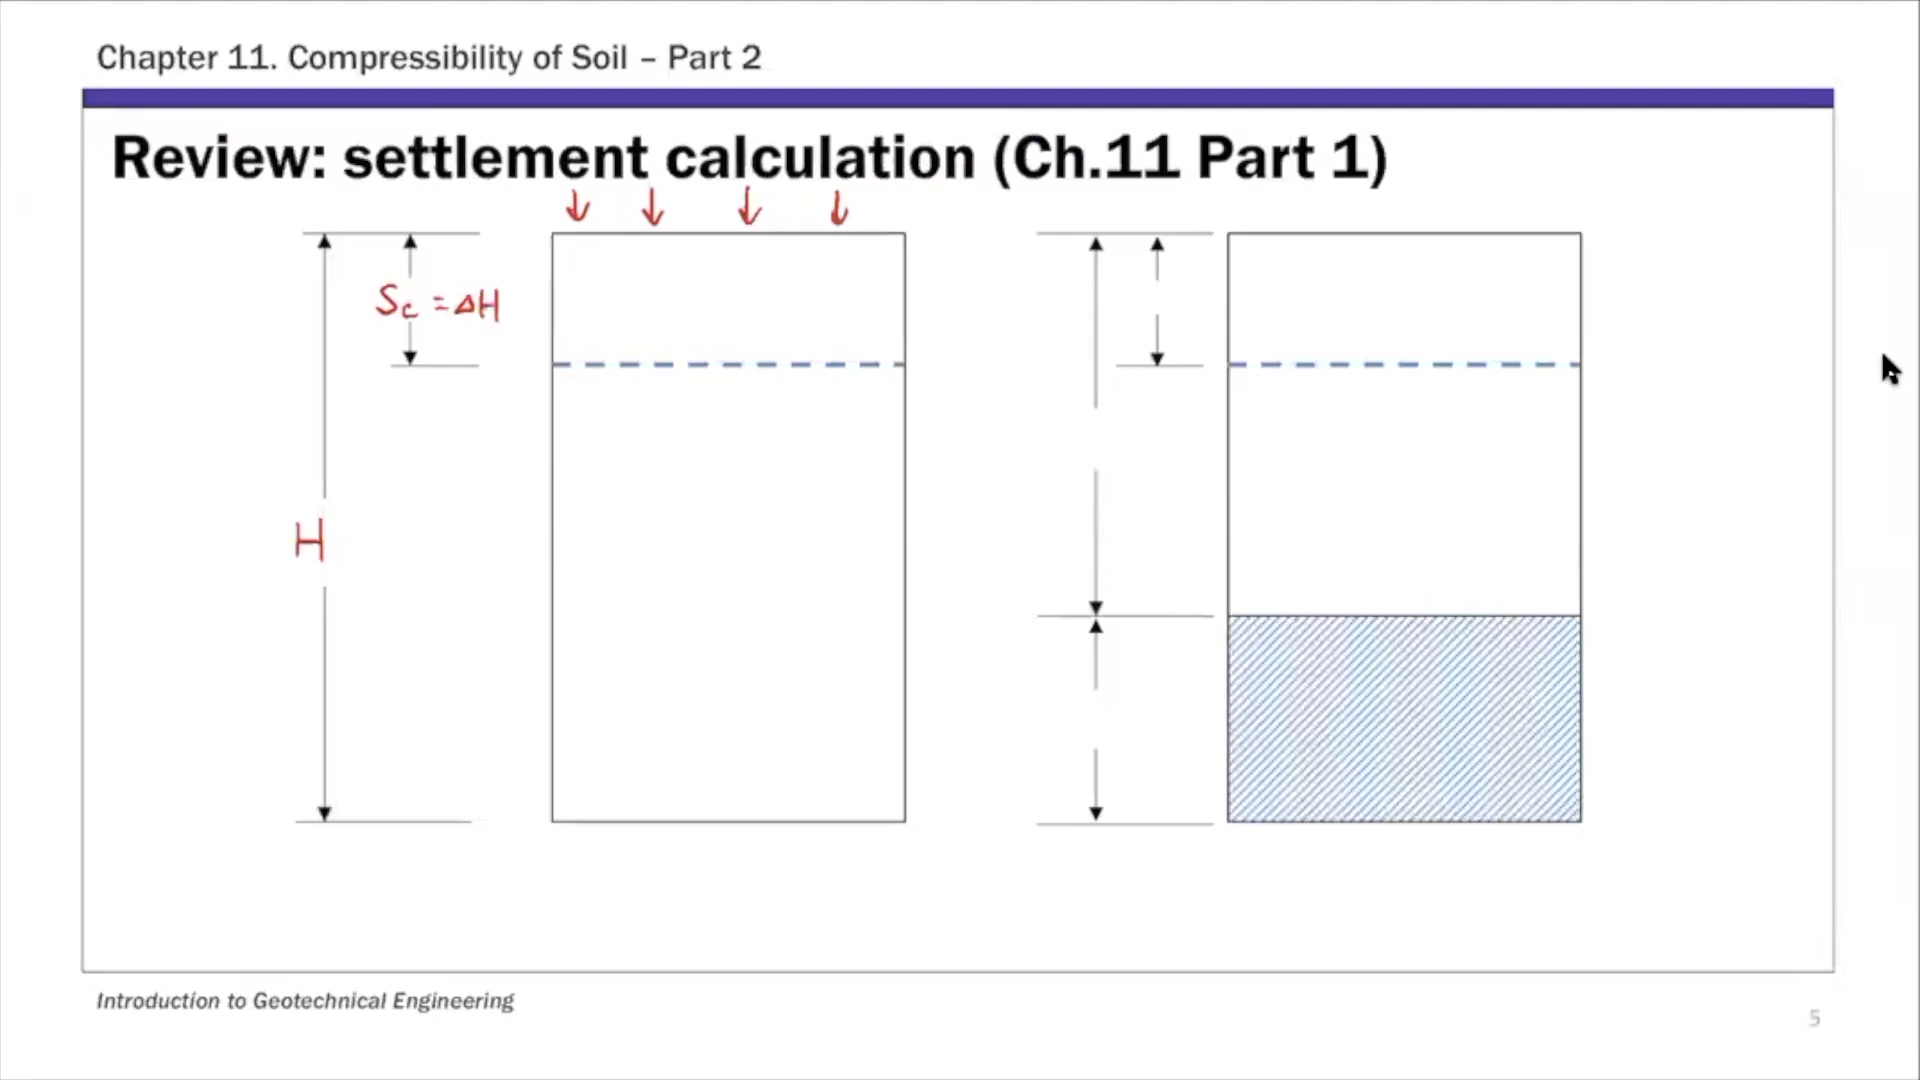 Chapter 11. Compressibility of Soil – Part 2
Review: settlement calculation (Ch.11 Part 1)
Sc = ΔH
H
Introduction to Geotechnical Engineering
5